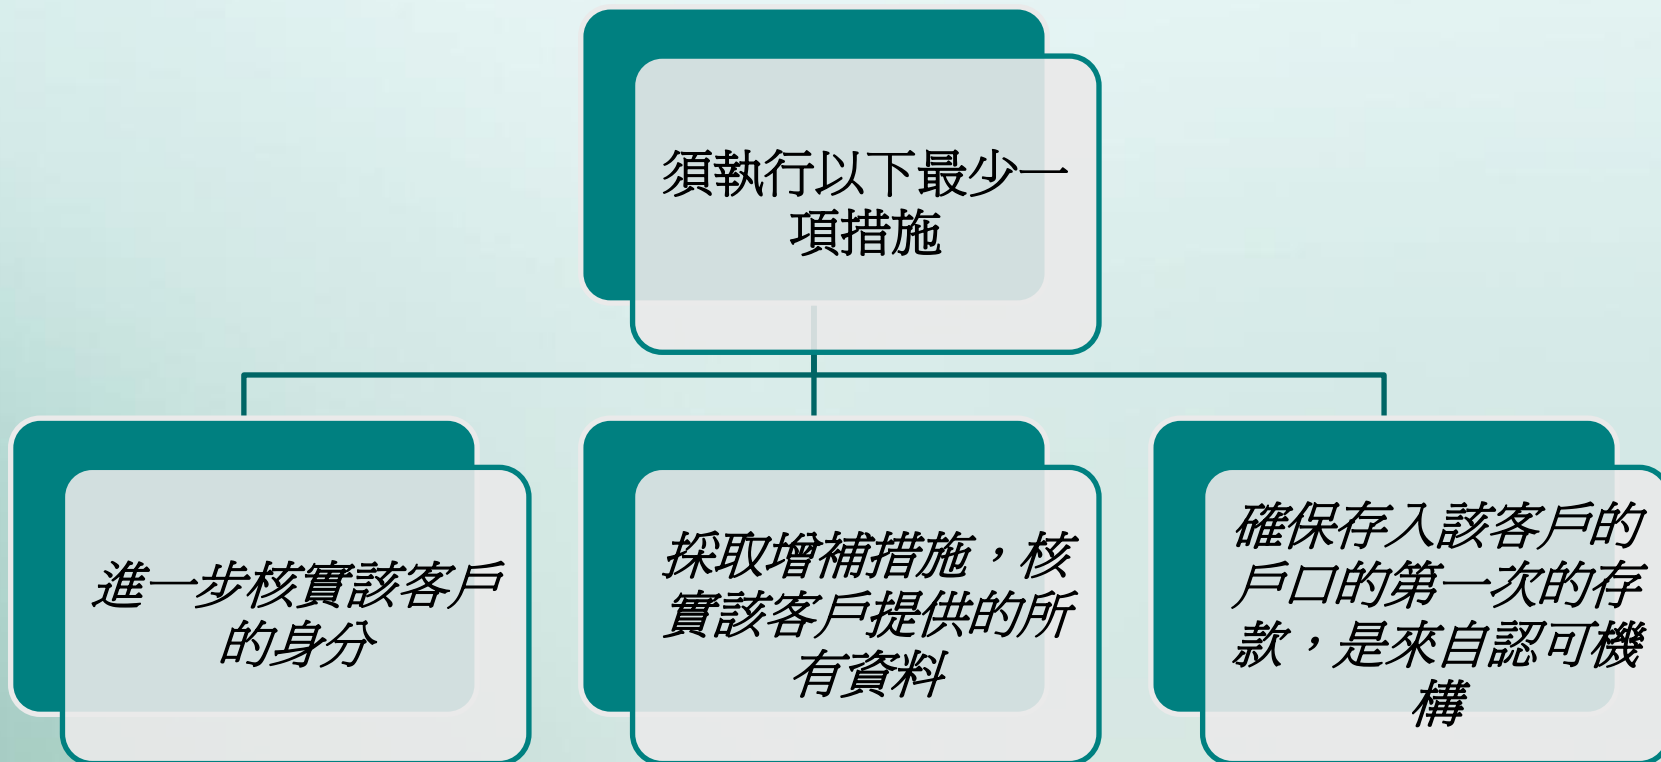 須執行以下最少一
項措施
進一步核實該客戶
的身分
採取增補措施，核
實該客戶提供的所
有資料
確保存入該客戶的
戶口的第一次的存
款，是來自認可機
構